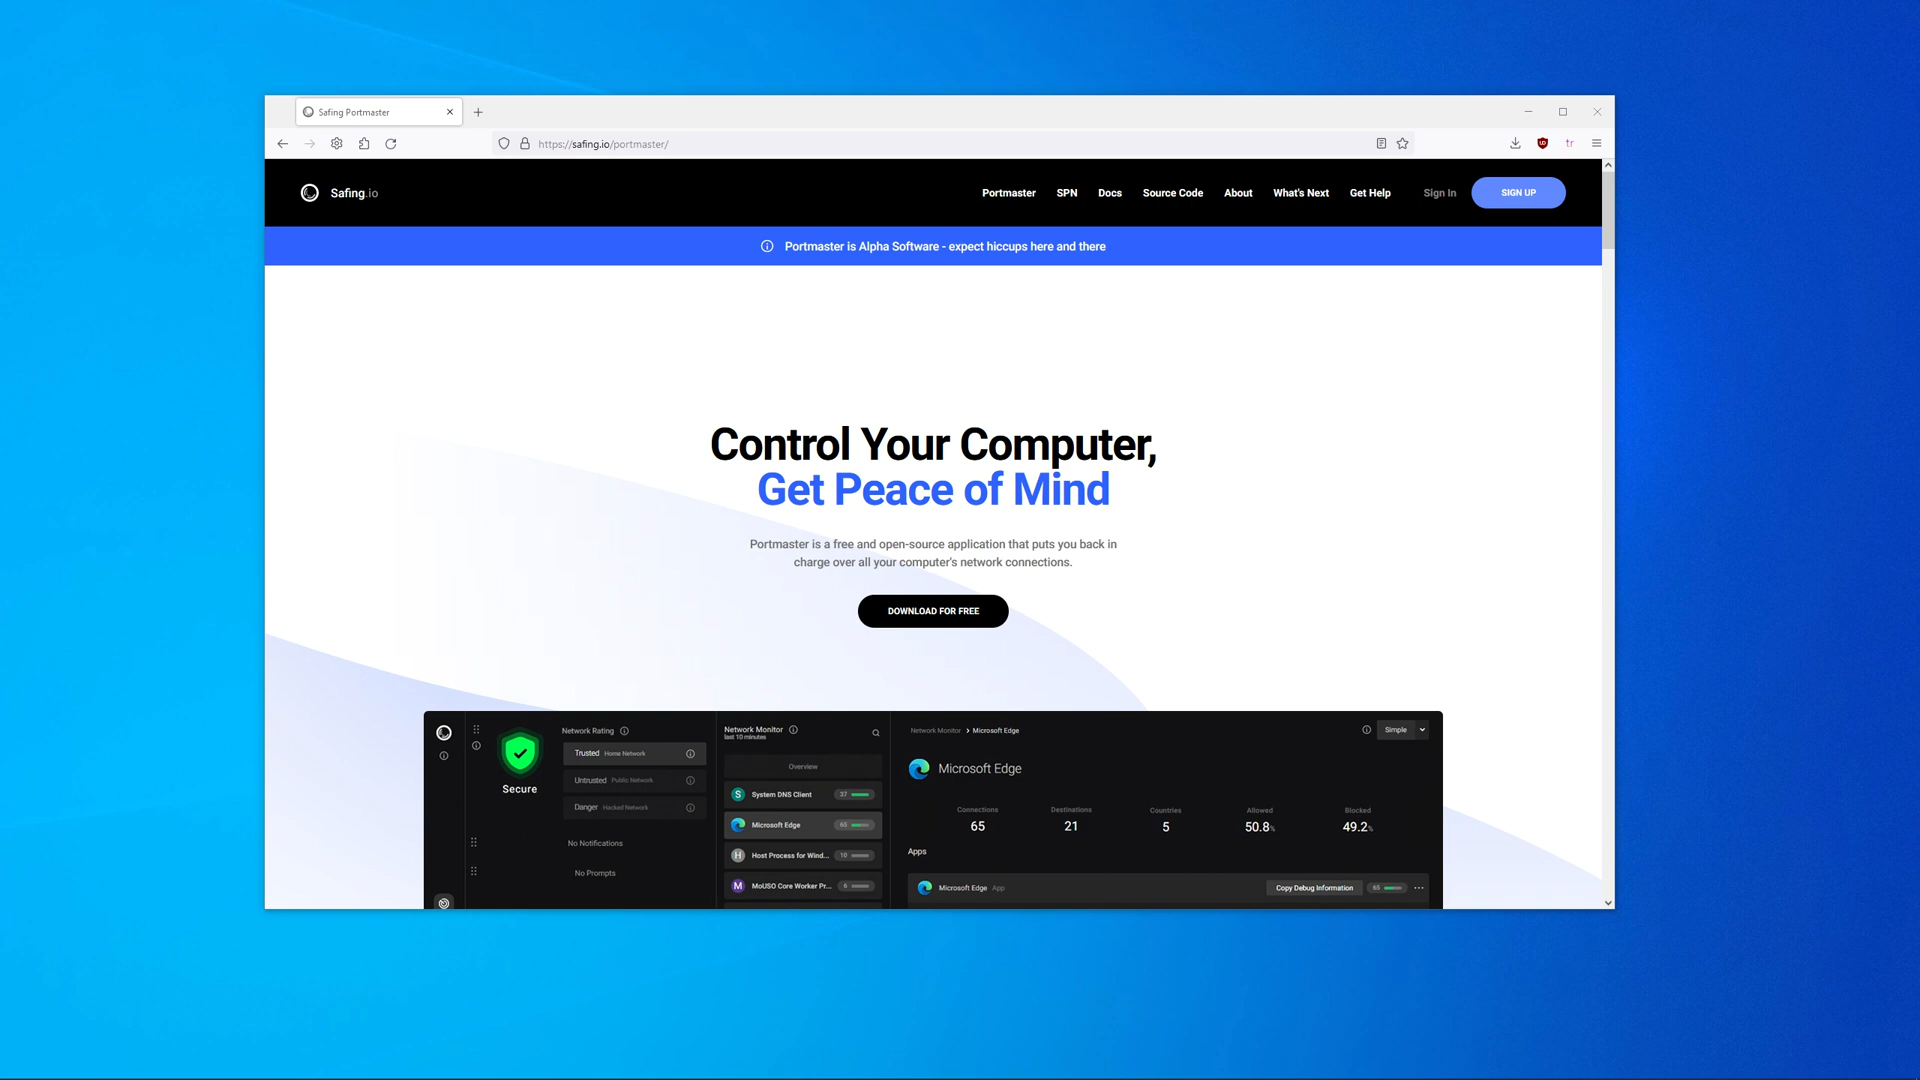 Safing Portmaster
https://safing.io/portmaster/
Safing.io
Portmaster SPN Docs Source Code About What's Next Get Help Sign In SIGN UP
Portmaster is Alpha Software - expect hiccups here and there
Control Your Computer,
Get Peace of Mind
Portmaster is a free and open-source application that puts you back in
charge over all your computer's network connections.
DOWNLOAD FOR FREE
Secure
Network Rating
Trusted Home Network
Untrusted Public Network
Danger Hacked Network
No Notifications
No Prompts
Network Monitor
last 10 minutes
Overview
S System DNS Client 37
Microsoft Edge 65
H Host Process for Wind... 10
M MoUSO Core Worker Pr... 6
Network Monitor > Microsoft Edge
Simple
Microsoft Edge
Connections Destinations Countries Allowed Blocked
65 21 5 50.8% 49.2%
Apps
Microsoft Edge App Copy Debug Information 65